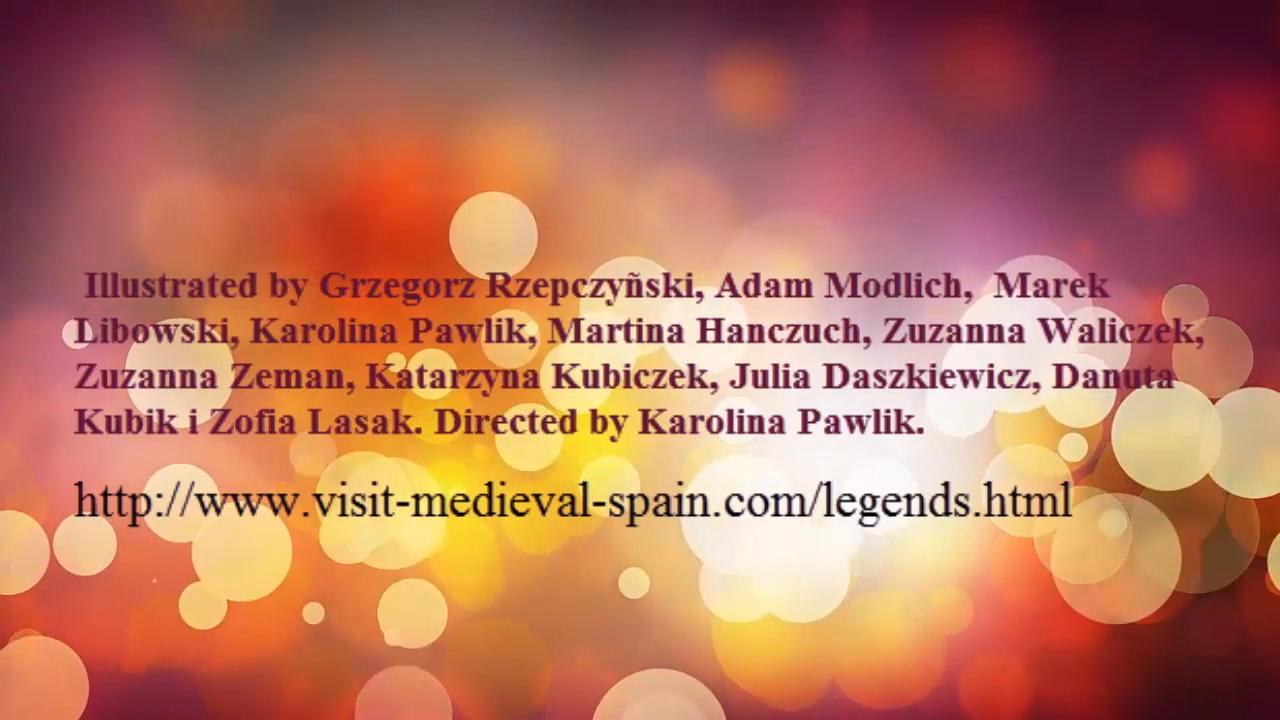 Illustrated by Grzegorz Rzepczyñski, Adam Modlich,  Marek
Libowski, Karolina Pawlik, Martina Hanczuch, Zuzanna Waliczek,
Zuzanna Zeman, Katarzyna Kubiczek, Julia Daszkiewicz, Danuta
Kubik i Zofia Lasak. Directed by Karolina Pawlik.
http://www.visit-medieval-spain.com/legends.html